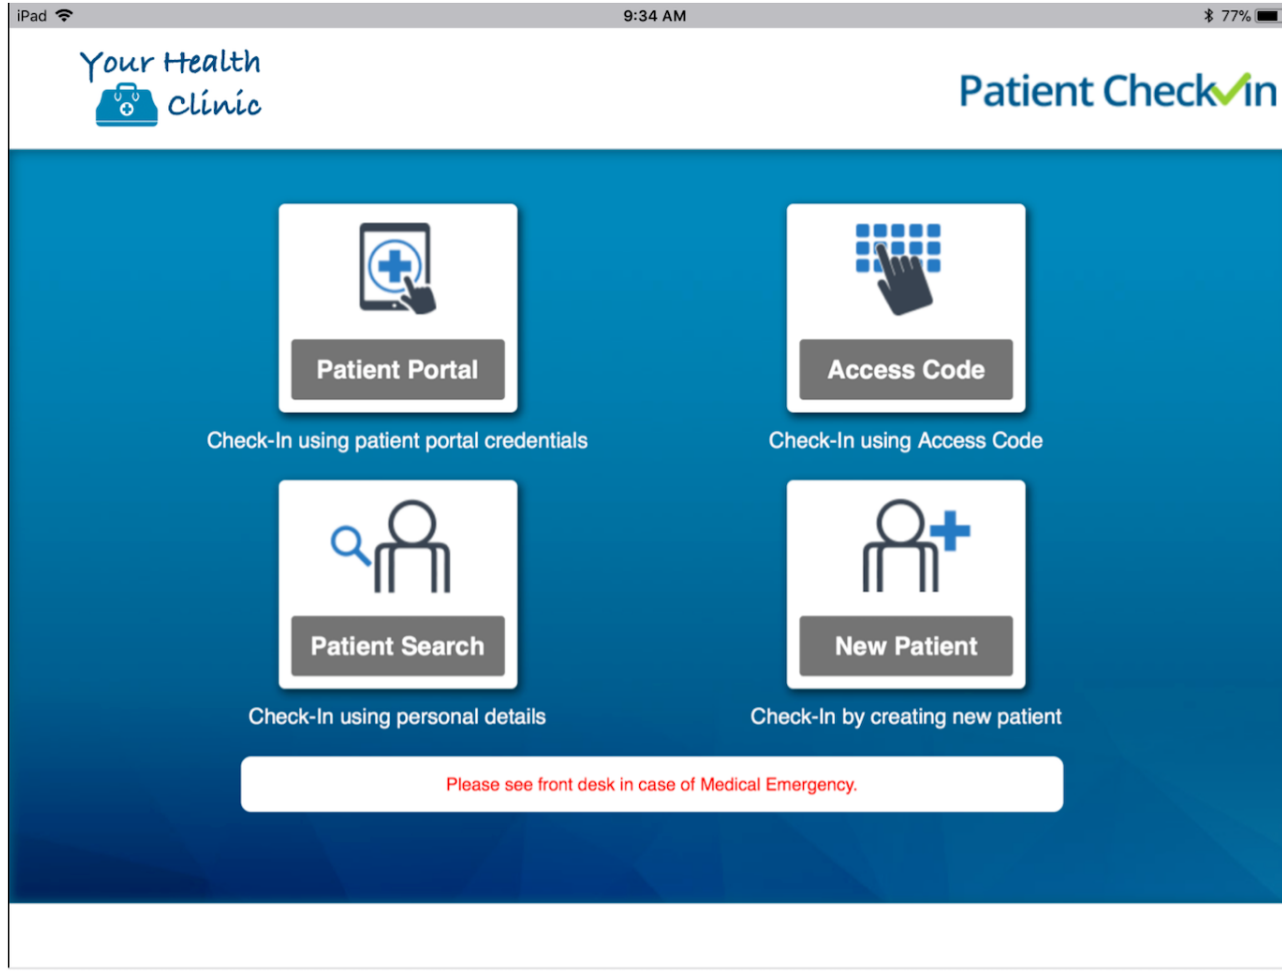 iPad
9:34 AM
77%
Your Health
Clinic
Patient Check in
Patient Portal
Access Code
Check-In using patient portal credentials
Check-In using Access Code
Patient Search
New Patient
Check-In using personal details
Check-In by creating new patient
Please see front desk in case of Medical Emergency.